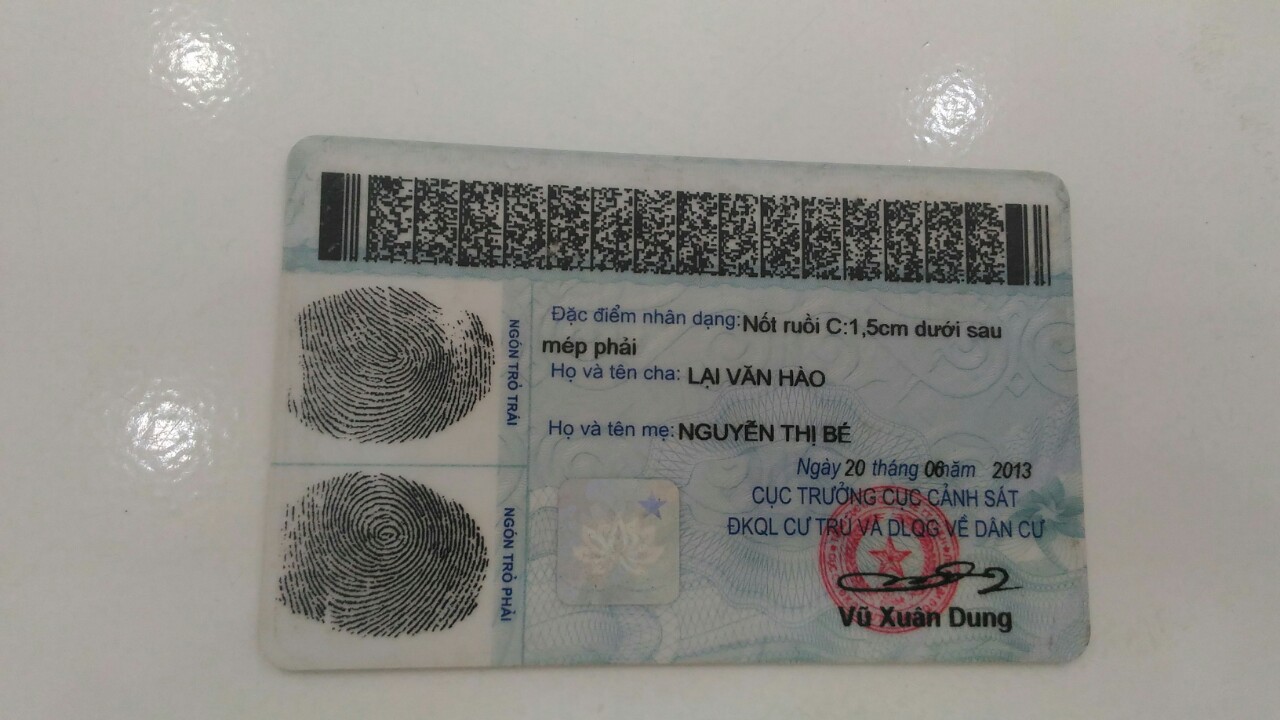 NGÓN TRỎ TRÁI
NGÓN TRỎ PHẢI
Đặc điểm nhân dạng: Nốt ruồi C:1,5cm dưới sau
mép phải
Họ và tên cha: LẠI VĂN HÀO
Họ và tên mẹ: NGUYỄN THỊ BÉ
Ngày 20 tháng 06 năm 2013
CỤC TRƯỞNG CỤC CẢNH SÁT
ĐKQL CƯ TRÚ VÀ DLQG VỀ DÂN CƯ
Vũ Xuân Dung